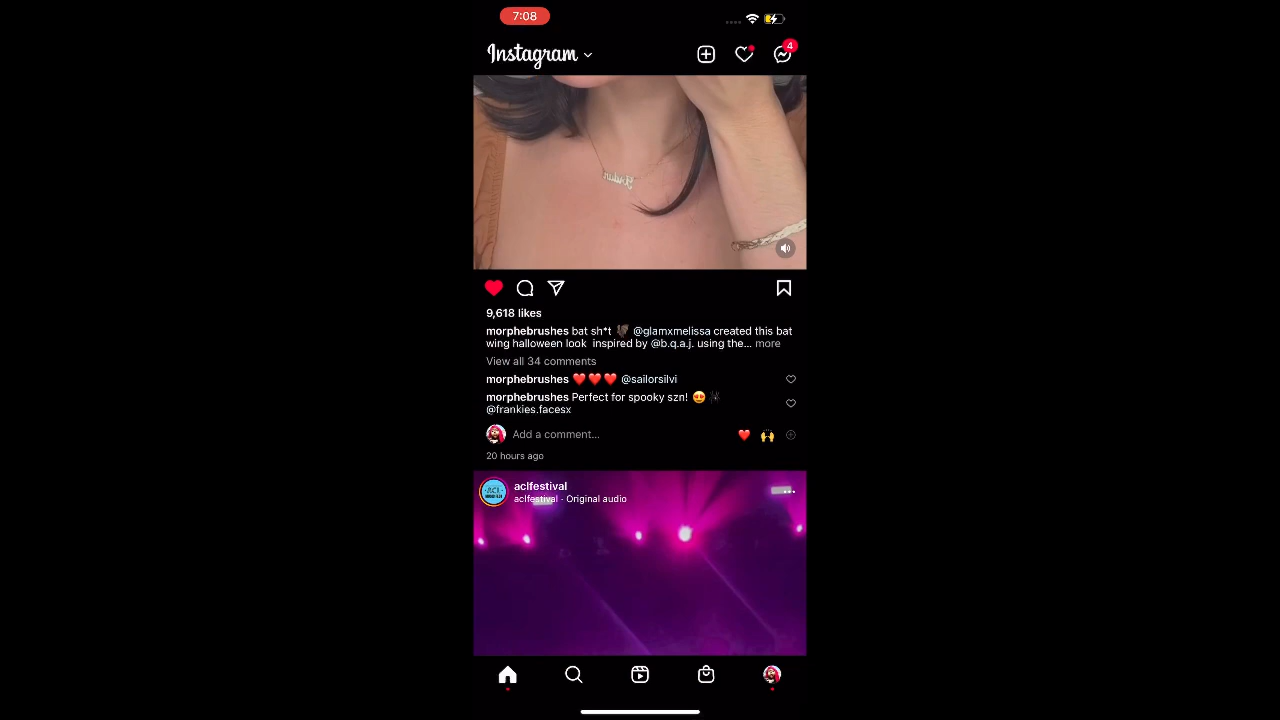 7:08
Instagram
4
9,618 likes
morphebrushes bat sh*t 🦇 @glamxmelissa created this bat
wing halloween look inspired by @b.q.a.j. using the... more
View all 34 comments
morphebrushes ❤️❤️❤️ @sailorsilvi
morphebrushes Perfect for spooky szn! 😍🕷
@frankies.facesx
Add a comment...
❤️ 🙌
20 hours ago
aclfestival
aclfestival · Original audio